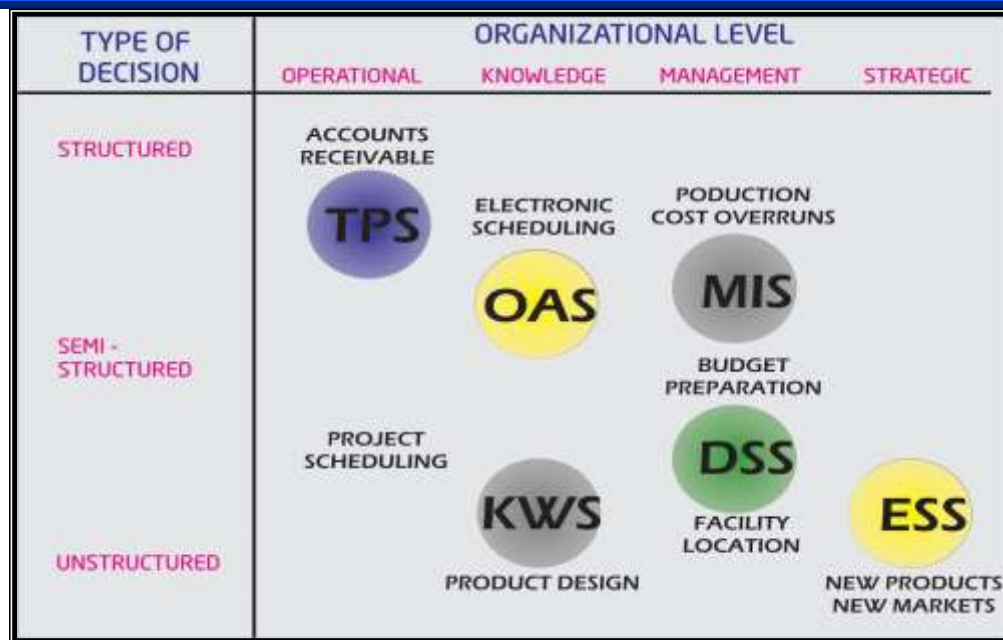 TYPE OF
DECISION
ORGANIZATIONAL LEVEL
OPERATIONAL
KNOWLEDGE
MANAGEMENT
STRATEGIC
STRUCTURED
ACCOUNTS
RECEIVABLE
TPS
ELECTRONIC
SCHEDULING
OAS
PODUCTION
COST OVERRUNS
MIS
SEMI -
STRUCTURED
BUDGET
PREPARATION
PROJECT
SCHEDULING
DSS
KWS
ESS
FACILITY
LOCATION
UNSTRUCTURED
PRODUCT DESIGN
NEW PRODUCTS
NEW MARKETS